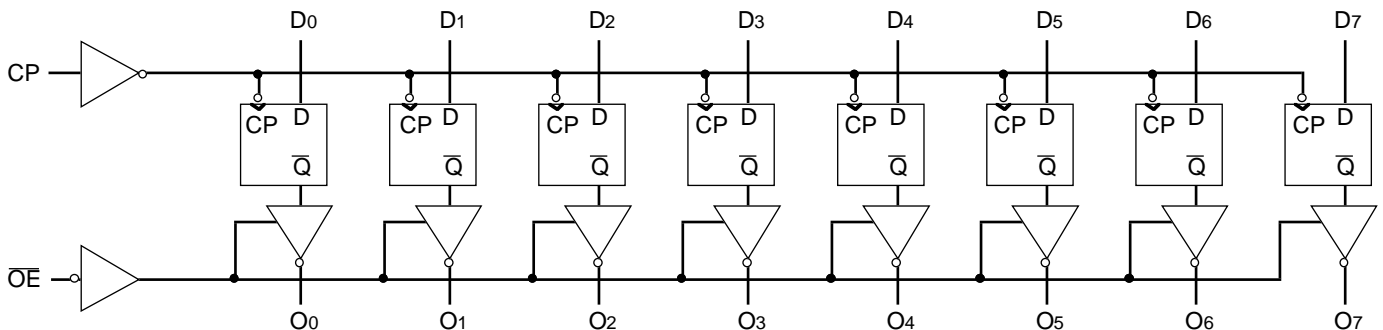 D0 D1 D2 D3 D4 D5 D6 D7
CP
CP D CP D CP D CP D CP D CP D CP D CP D
Q̅ Q̅ Q̅ Q̅ Q̅ Q̅ Q̅ Q̅
O̅E̅
O0 O1 O2 O3 O4 O5 O6 O7